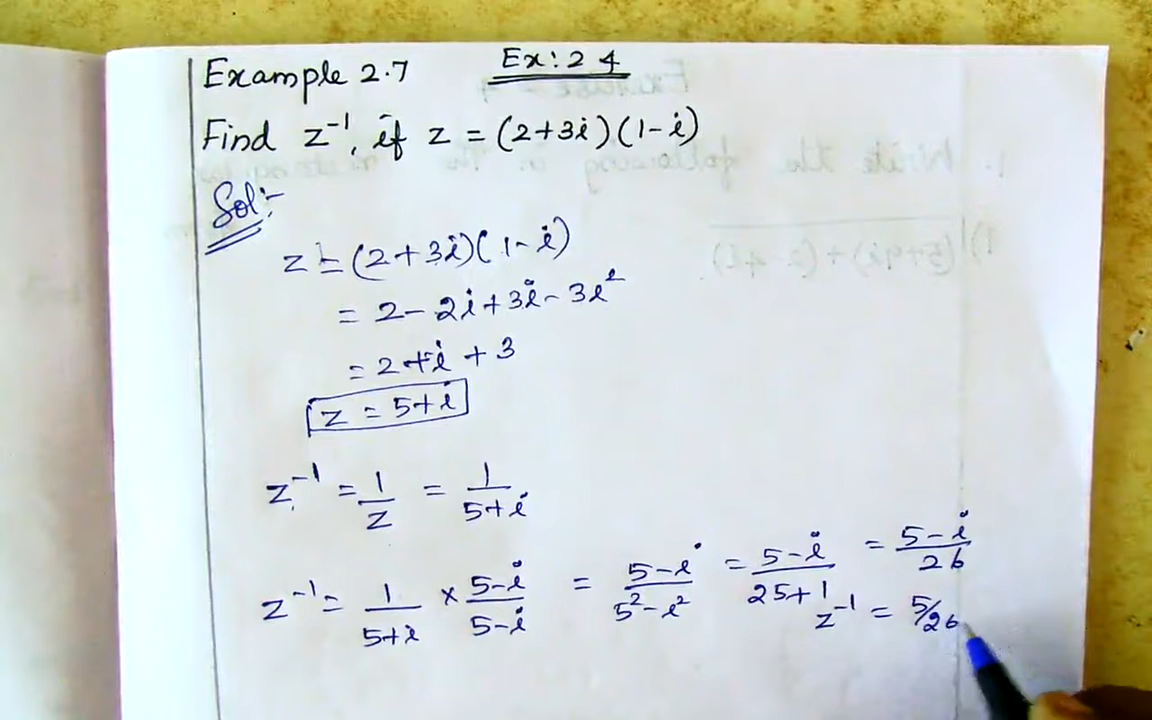 Example 2.7 Ex: 2 4
Find z⁻¹, if z = (2+3i)(1-i)
Sol:-
z = (2+3i)(1-i)
= 2 - 2i + 3i - 3i²
= 2+i + 3
z = 5+i
z⁻¹ = 1/z = 1/5+i
z⁻¹ = 1/5+i × 5-i/5-i = 5-i/5²-i² = 5-i/25+1 = 5-i/26
z⁻¹ = 5/26